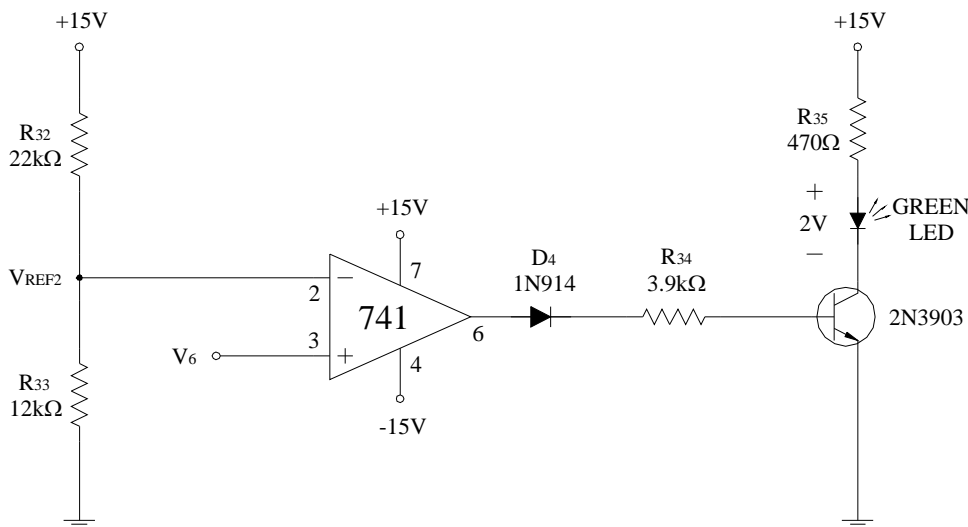 +15V
+15V
R32
22kΩ
R35
470Ω
+
2V
−
GREEN
LED
+15V
VREF2
−
2
7
741
6
D4
1N914
R34
3.9kΩ
2N3903
V6
3
+
4
-15V
R33
12kΩ